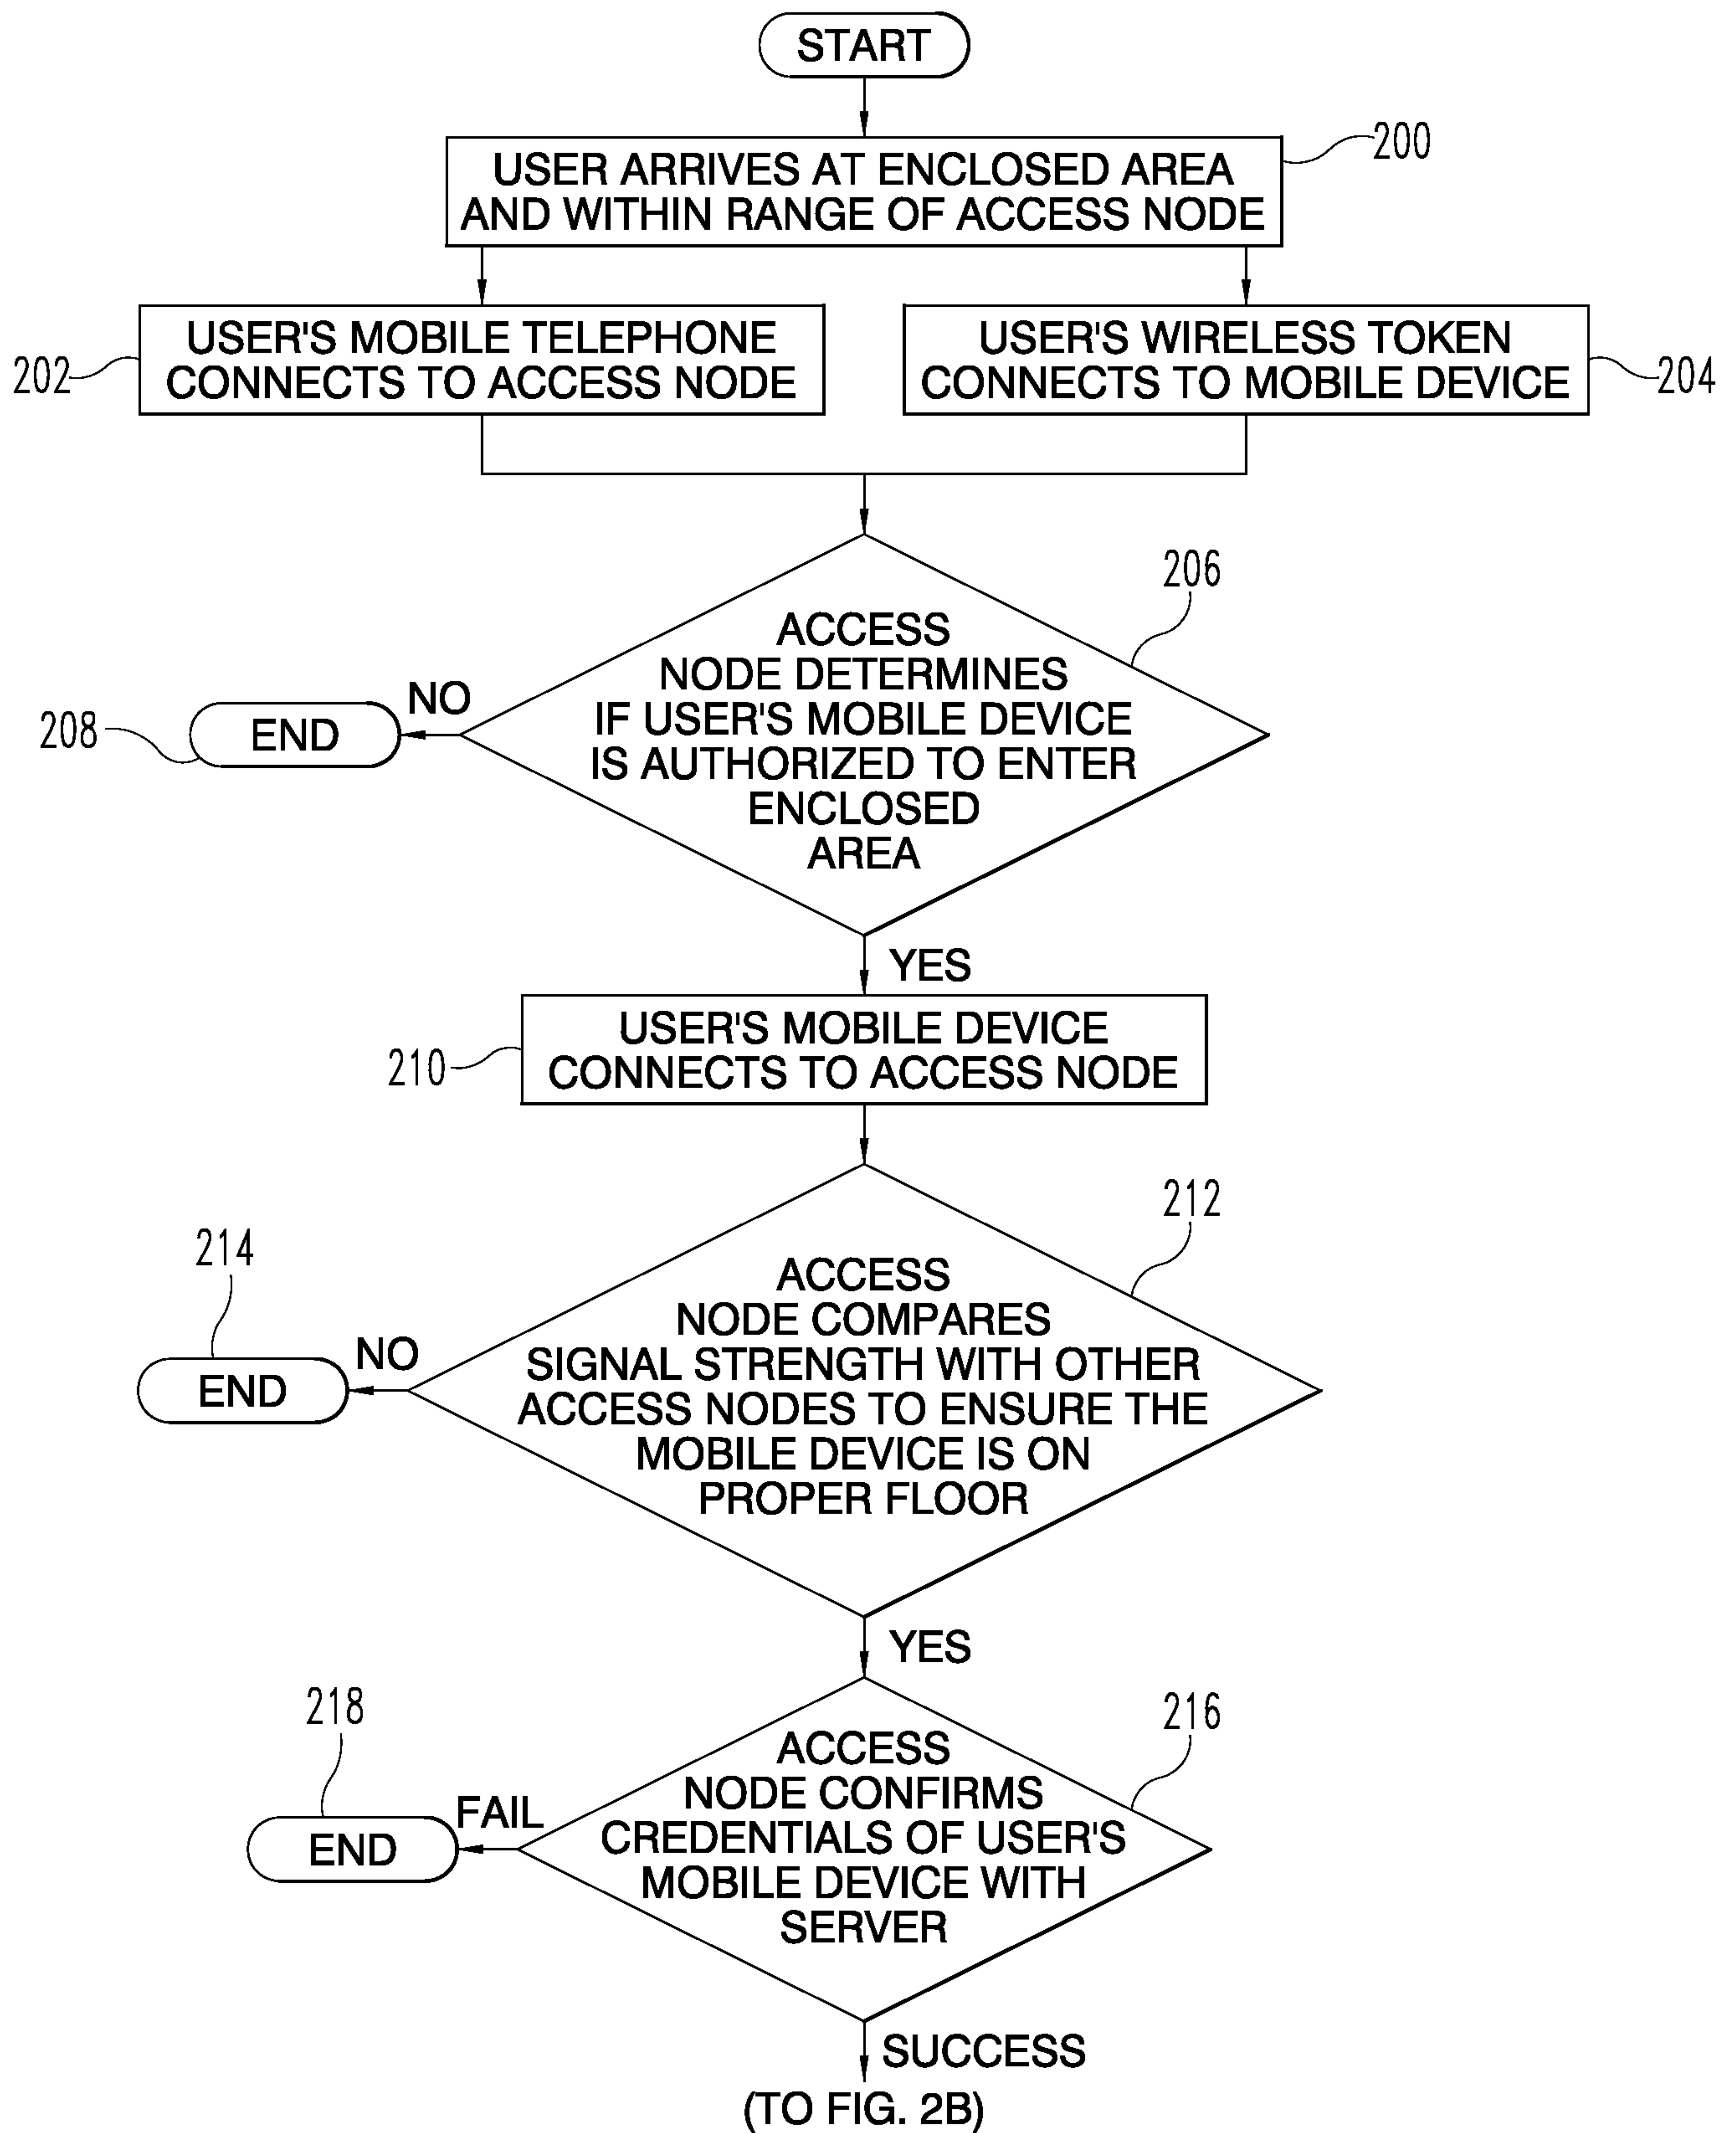 START
200
USER ARRIVES AT ENCLOSED AREA
AND WITHIN RANGE OF ACCESS NODE
202
USER'S MOBILE TELEPHONE
CONNECTS TO ACCESS NODE
USER'S WIRELESS TOKEN
CONNECTS TO MOBILE DEVICE
204
206
ACCESS
NODE DETERMINES
IF USER'S MOBILE DEVICE
IS AUTHORIZED TO ENTER
ENCLOSED
AREA
NO
208
END
YES
210
USER'S MOBILE DEVICE
CONNECTS TO ACCESS NODE
212
ACCESS
NODE COMPARES
SIGNAL STRENGTH WITH OTHER
ACCESS NODES TO ENSURE THE
MOBILE DEVICE IS ON
PROPER FLOOR
214
NO
END
YES
216
ACCESS
NODE CONFIRMS
CREDENTIALS OF USER'S
MOBILE DEVICE WITH
SERVER
218
FAIL
END
SUCCESS
(TO FIG. 2B)